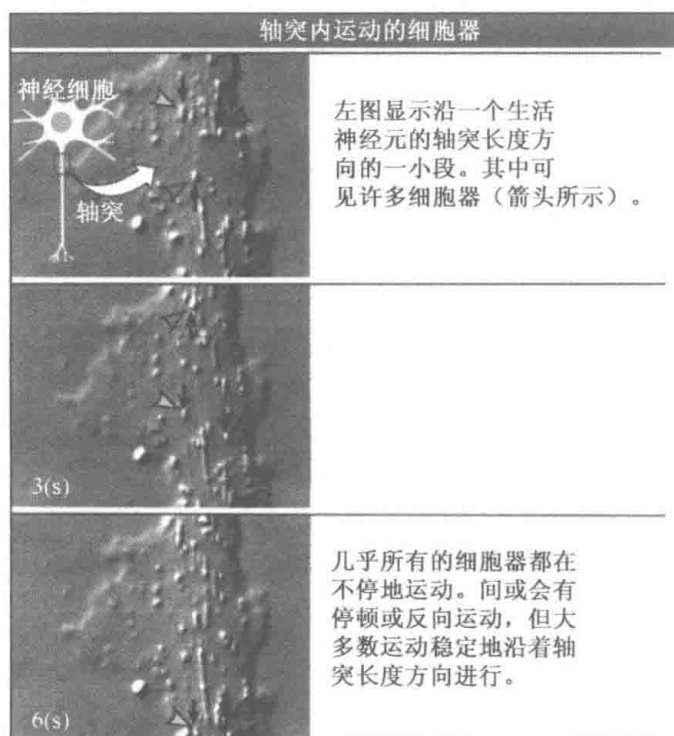 轴突内运动的细胞器
神经细胞
轴突
左图显示沿一个生活
神经元的轴突长度方
向的一小段。其中可
见许多细胞器（箭头所示）。
3(s)
几乎所有的细胞器都在
不停地运动。间或会有
停顿或反向运动，但大
多数运动稳定地沿着轴
突长度方向进行。
6(s)